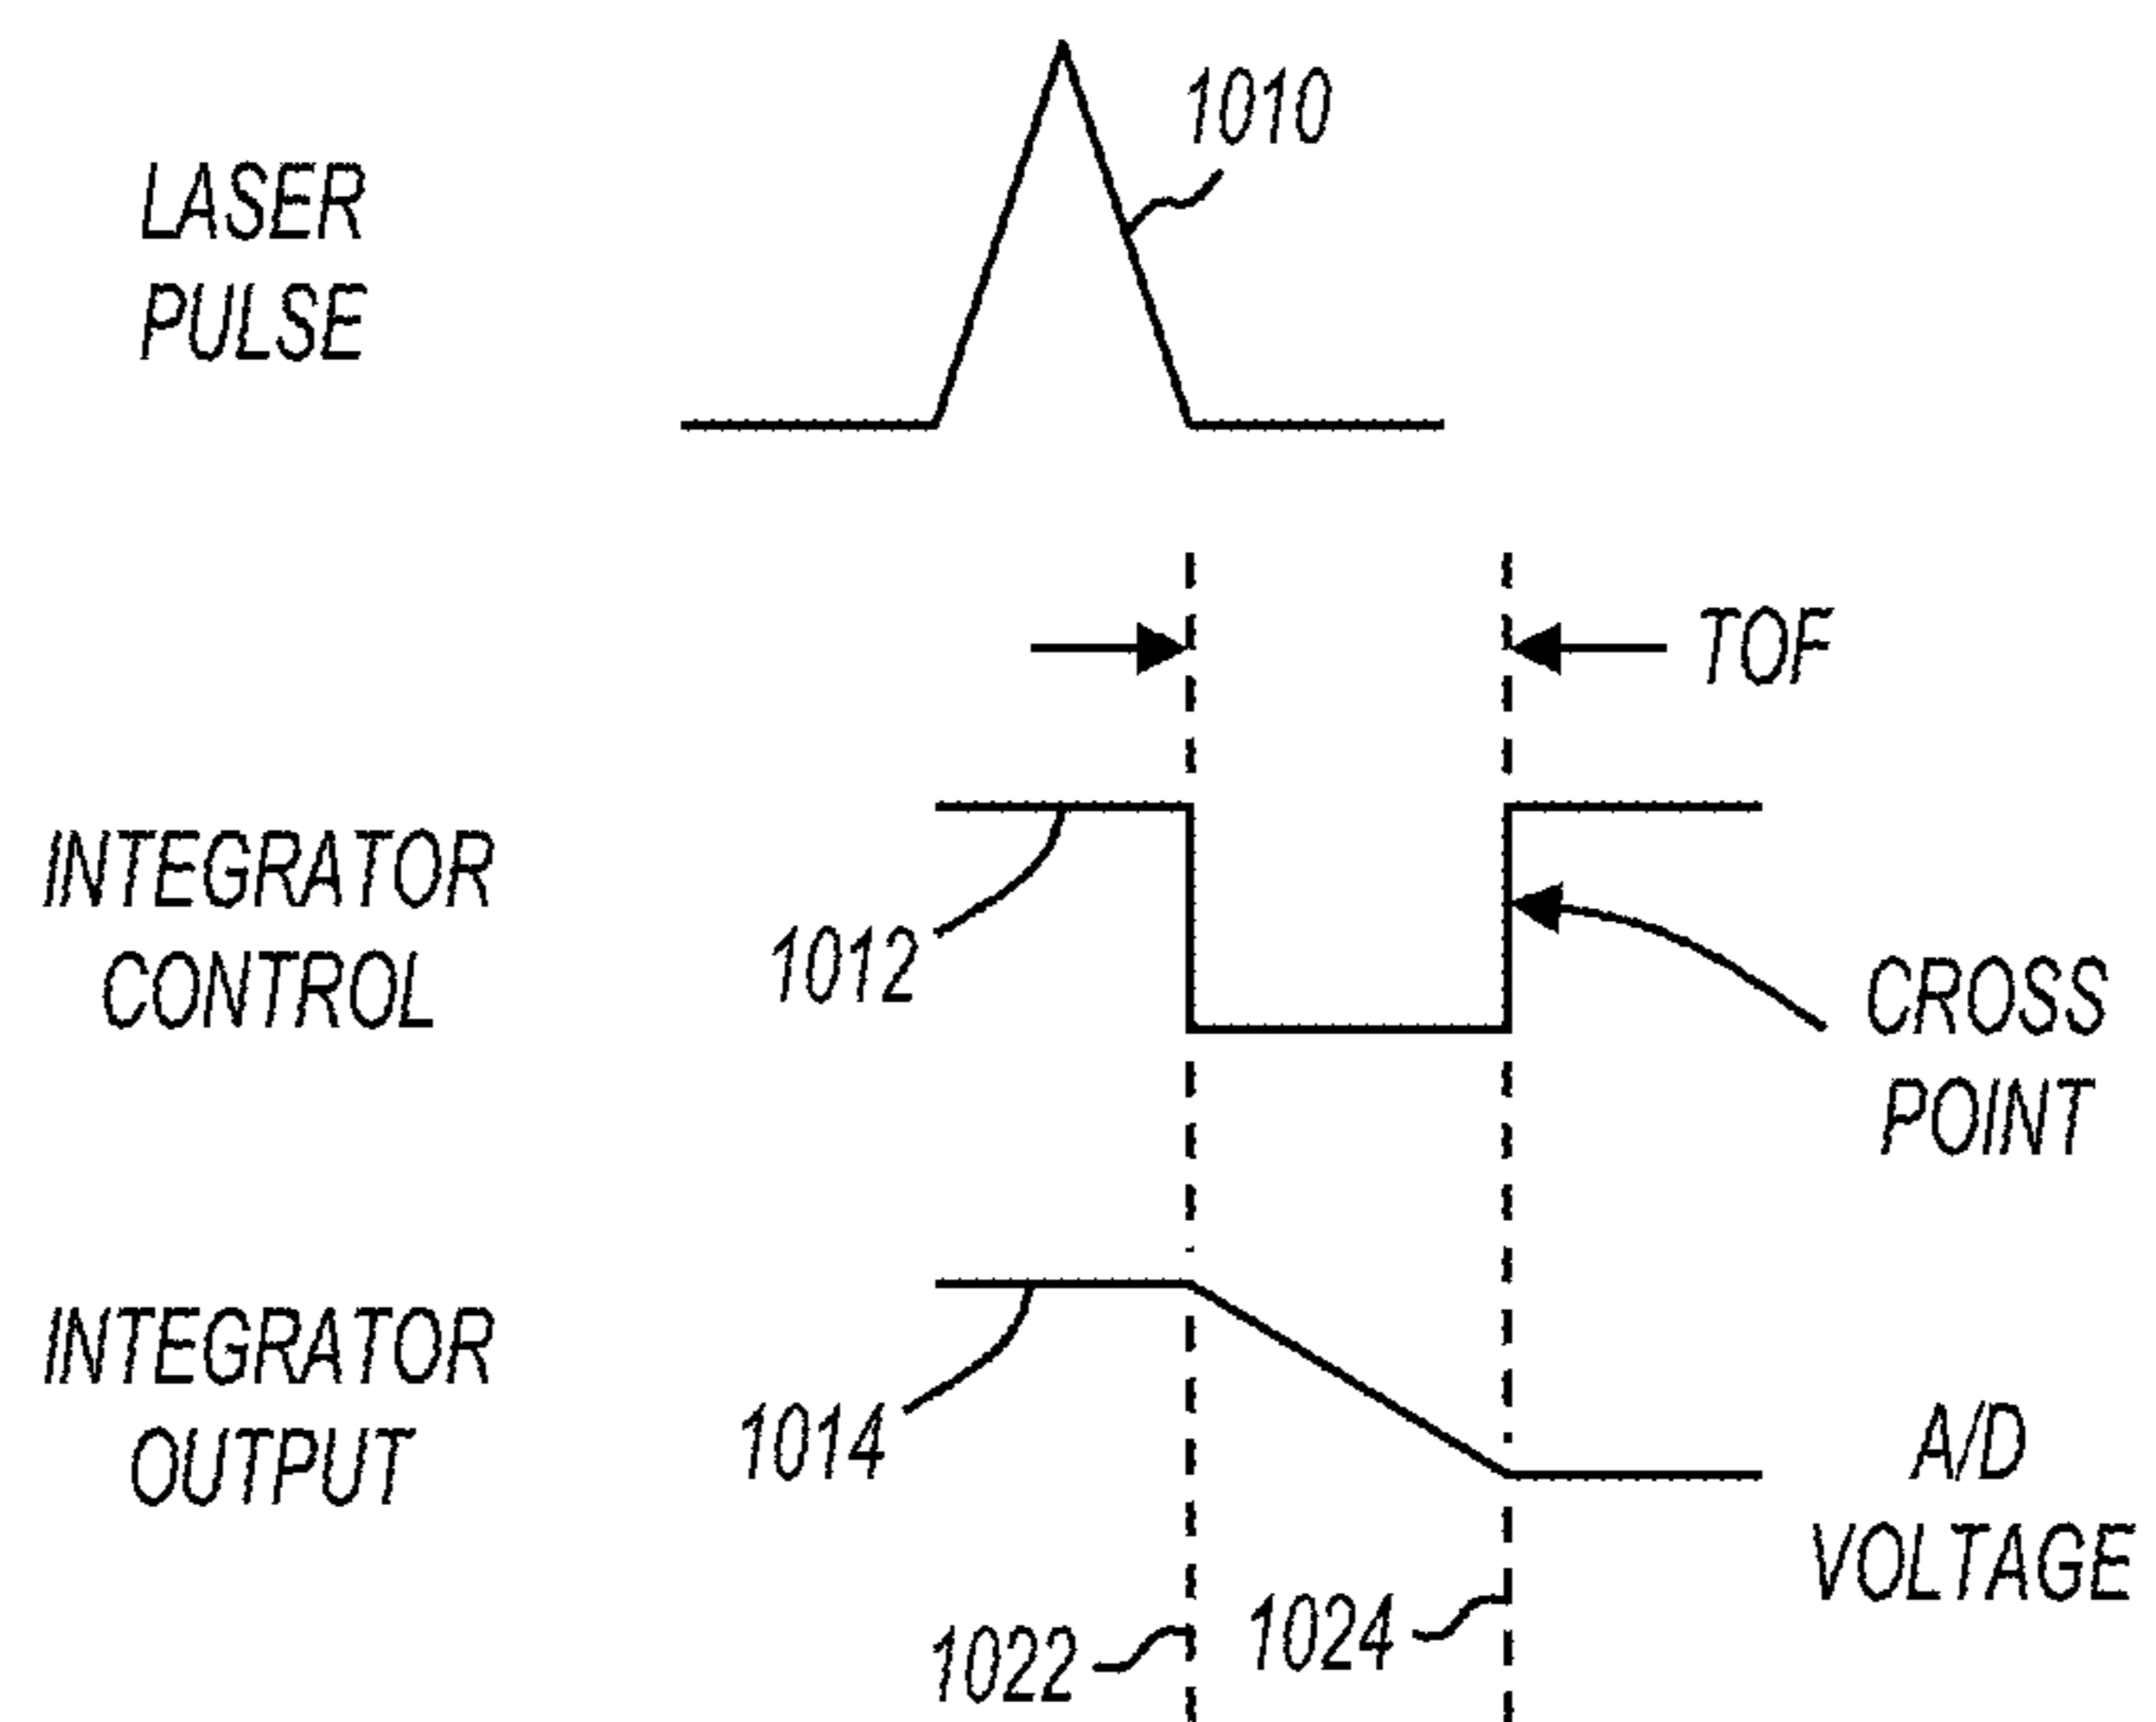 LASER
PULSE
1010
TOF
INTEGRATOR
CONTROL
1012
CROSS
POINT
INTEGRATOR
OUTPUT
1014
A/D
VOLTAGE
1022
1024